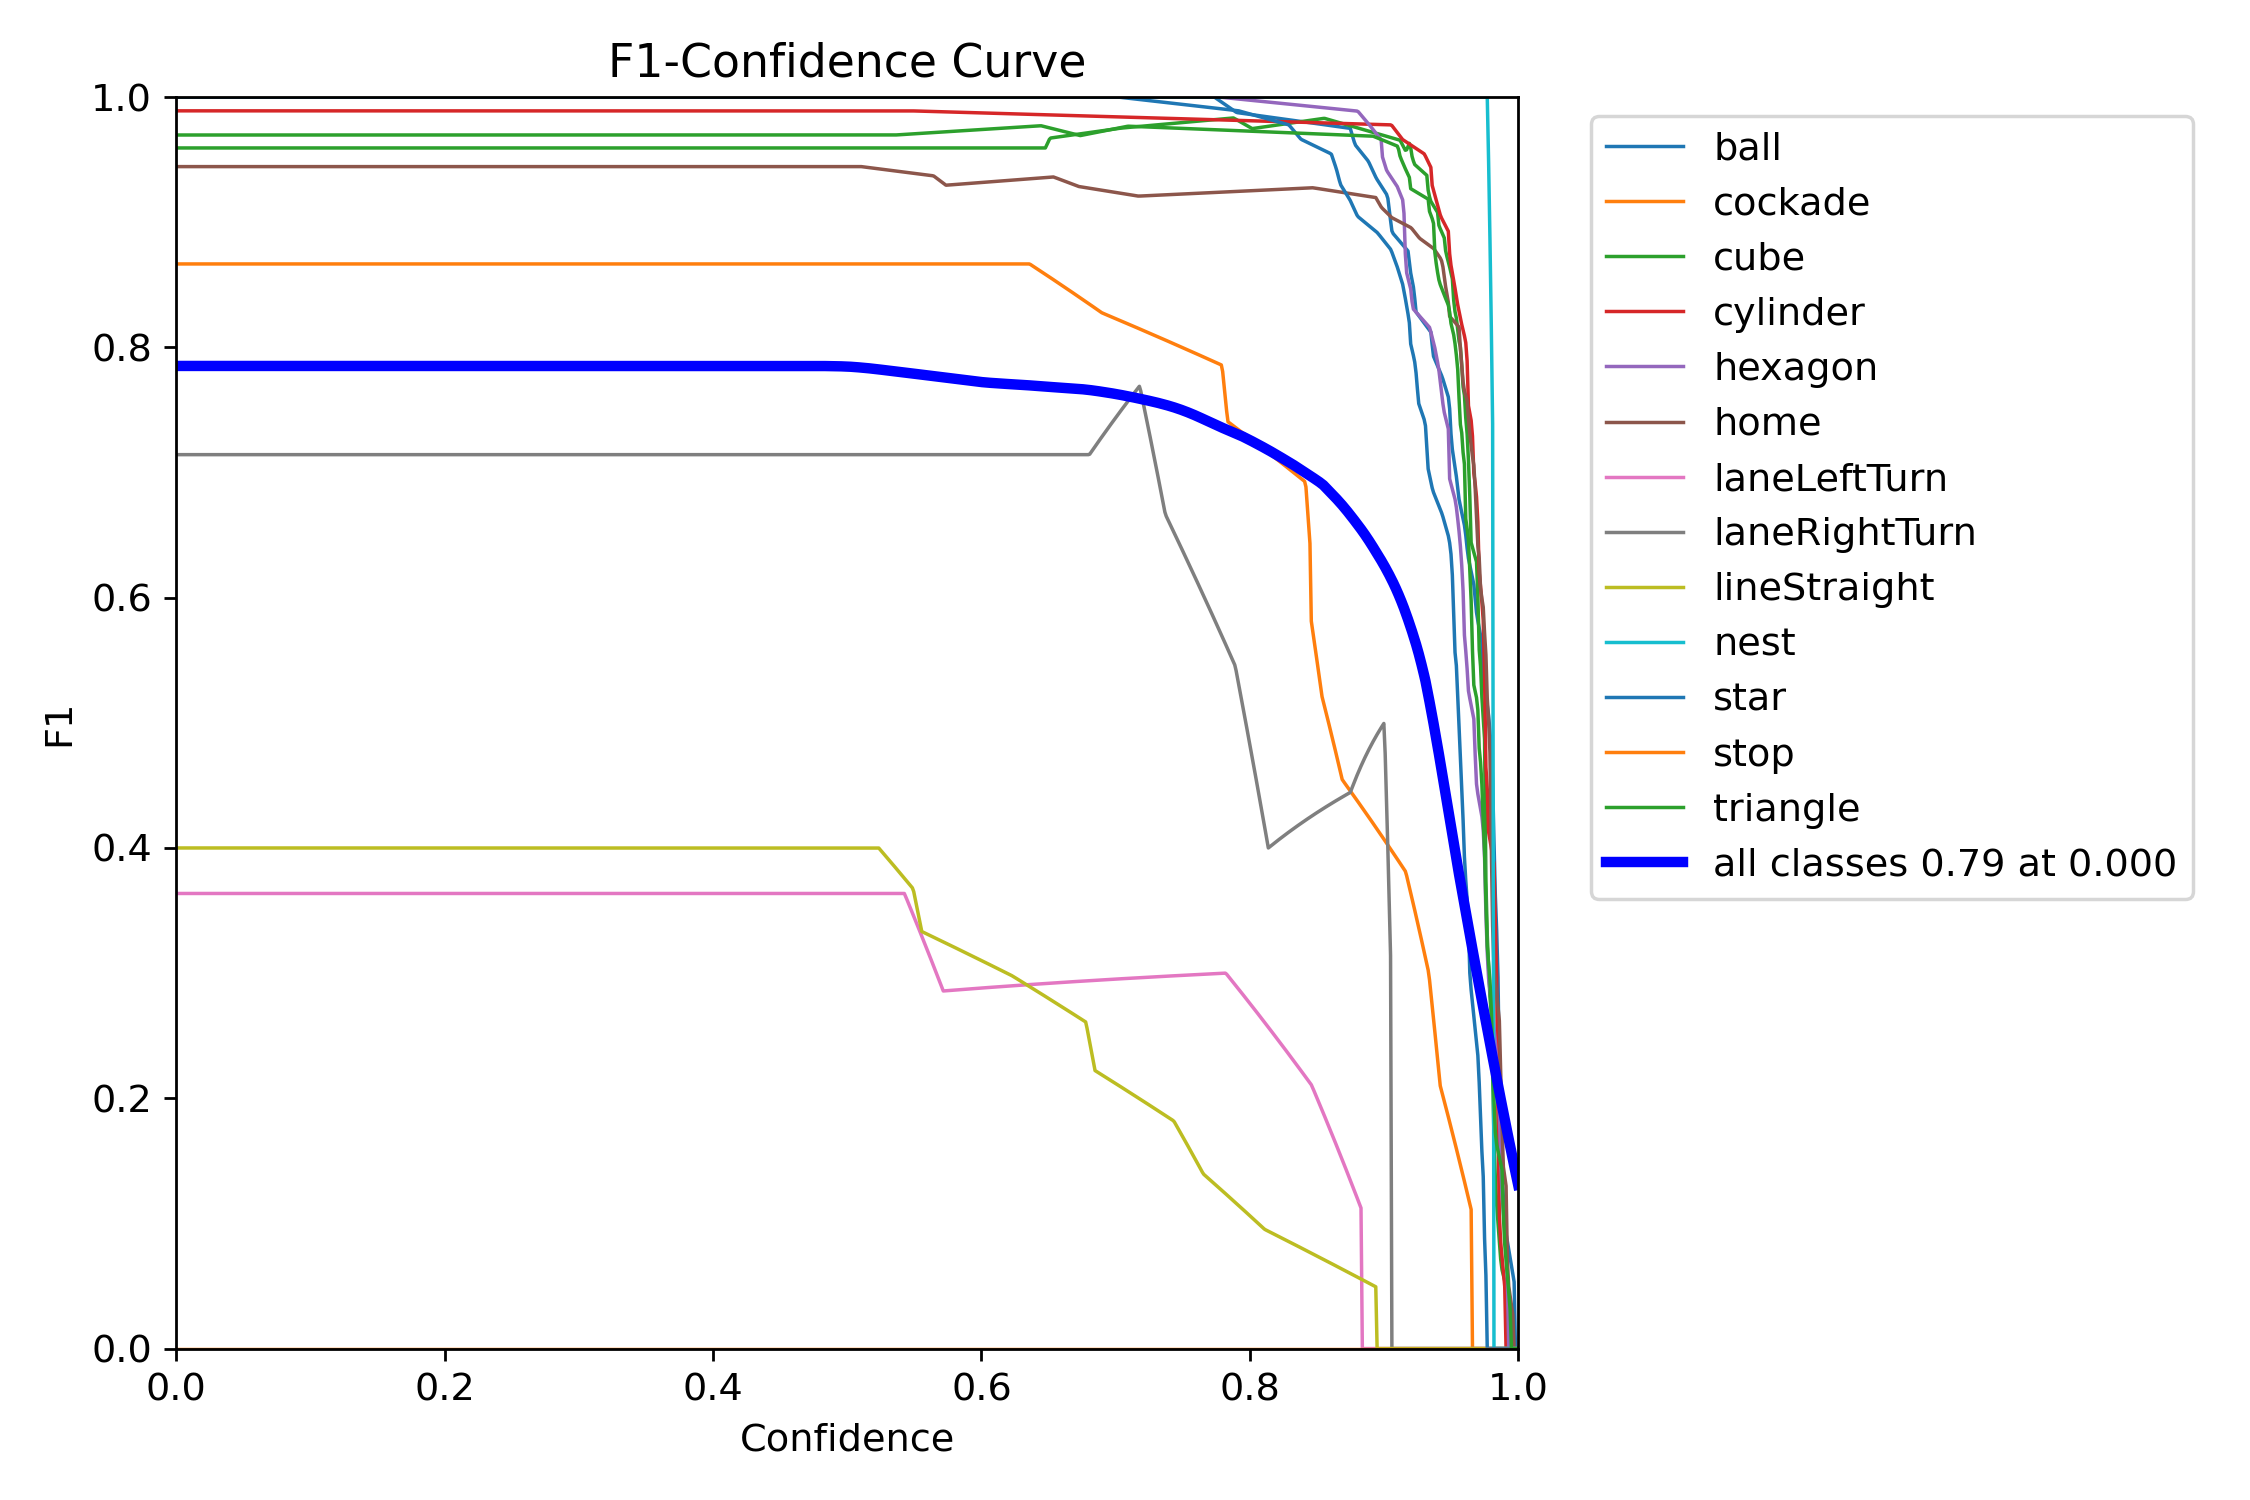 F1-Confidence Curve
1.0
0.8
0.6
0.4
0.2
0.0
F1
0.0 0.2 0.4 0.6 0.8 1.0
Confidence
ball
cockade
cube
cylinder
hexagon
home
laneLeftTurn
laneRightTurn
lineStraight
nest
star
stop
triangle
all classes 0.79 at 0.000